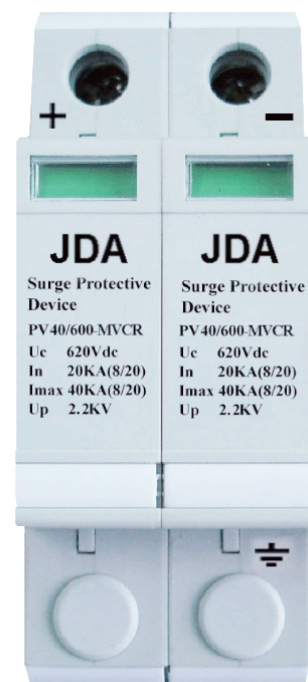 +
JDA
Surge Protective
Device
PV40/600-MVCR
Uc 620Vdc
In 20KA(8/20)
Imax 40KA(8/20)
Up 2.2KV
−
JDA
Surge Protective
Device
PV40/600-MVCR
Uc 620Vdc
In 20KA(8/20)
Imax 40KA(8/20)
Up 2.2KV